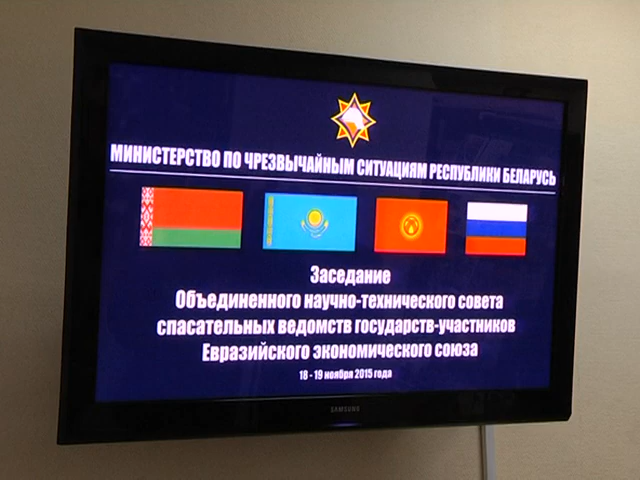 МИНИСТЕРСТВО ПО ЧРЕЗВЫЧАЙНЫМ СИТУАЦИЯМ РЕСПУБЛИКИ БЕЛАРУСЬ
Заседание
Объединенного научно-технического совета
спасательных ведомств государств-участников
Евразийского экономического союза
18 - 19 ноября 2015 года
SAMSUNG